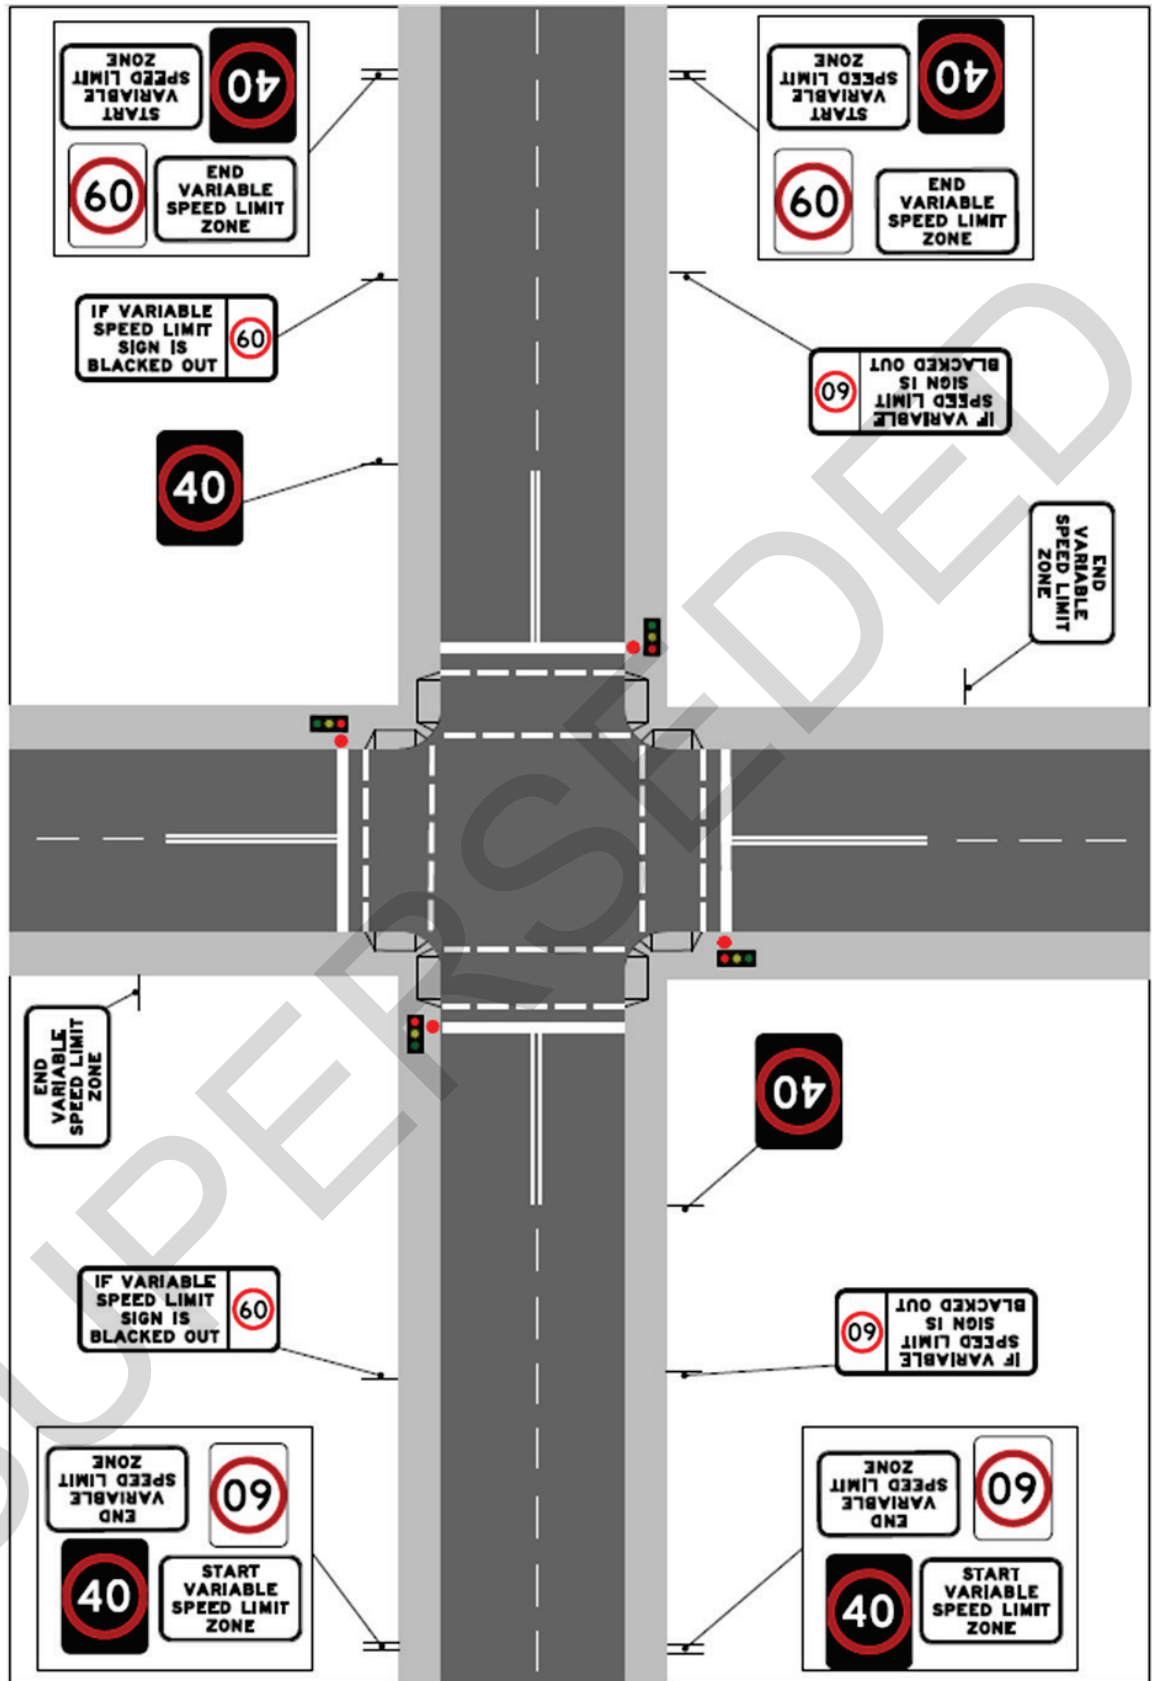 START
VARIABLE
SPEED LIMIT
ZONE
40
60
END
VARIABLE
SPEED LIMIT
ZONE
START
VARIABLE
SPEED LIMIT
ZONE
40
60
END
VARIABLE
SPEED LIMIT
ZONE
IF VARIABLE
SPEED LIMIT
SIGN IS
BLACKED OUT
60
IF VARIABLE
SPEED LIMIT
SIGN IS
BLACKED OUT
60
40
END
VARIABLE
SPEED LIMIT
ZONE
SUPERSEDED
END
VARIABLE
SPEED LIMIT
ZONE
40
IF VARIABLE
SPEED LIMIT
SIGN IS
BLACKED OUT
60
IF VARIABLE
SPEED LIMIT
SIGN IS
BLACKED OUT
60
END
VARIABLE
SPEED LIMIT
ZONE
60
40
START
VARIABLE
SPEED LIMIT
ZONE
END
VARIABLE
SPEED LIMIT
ZONE
60
40
START
VARIABLE
SPEED LIMIT
ZONE